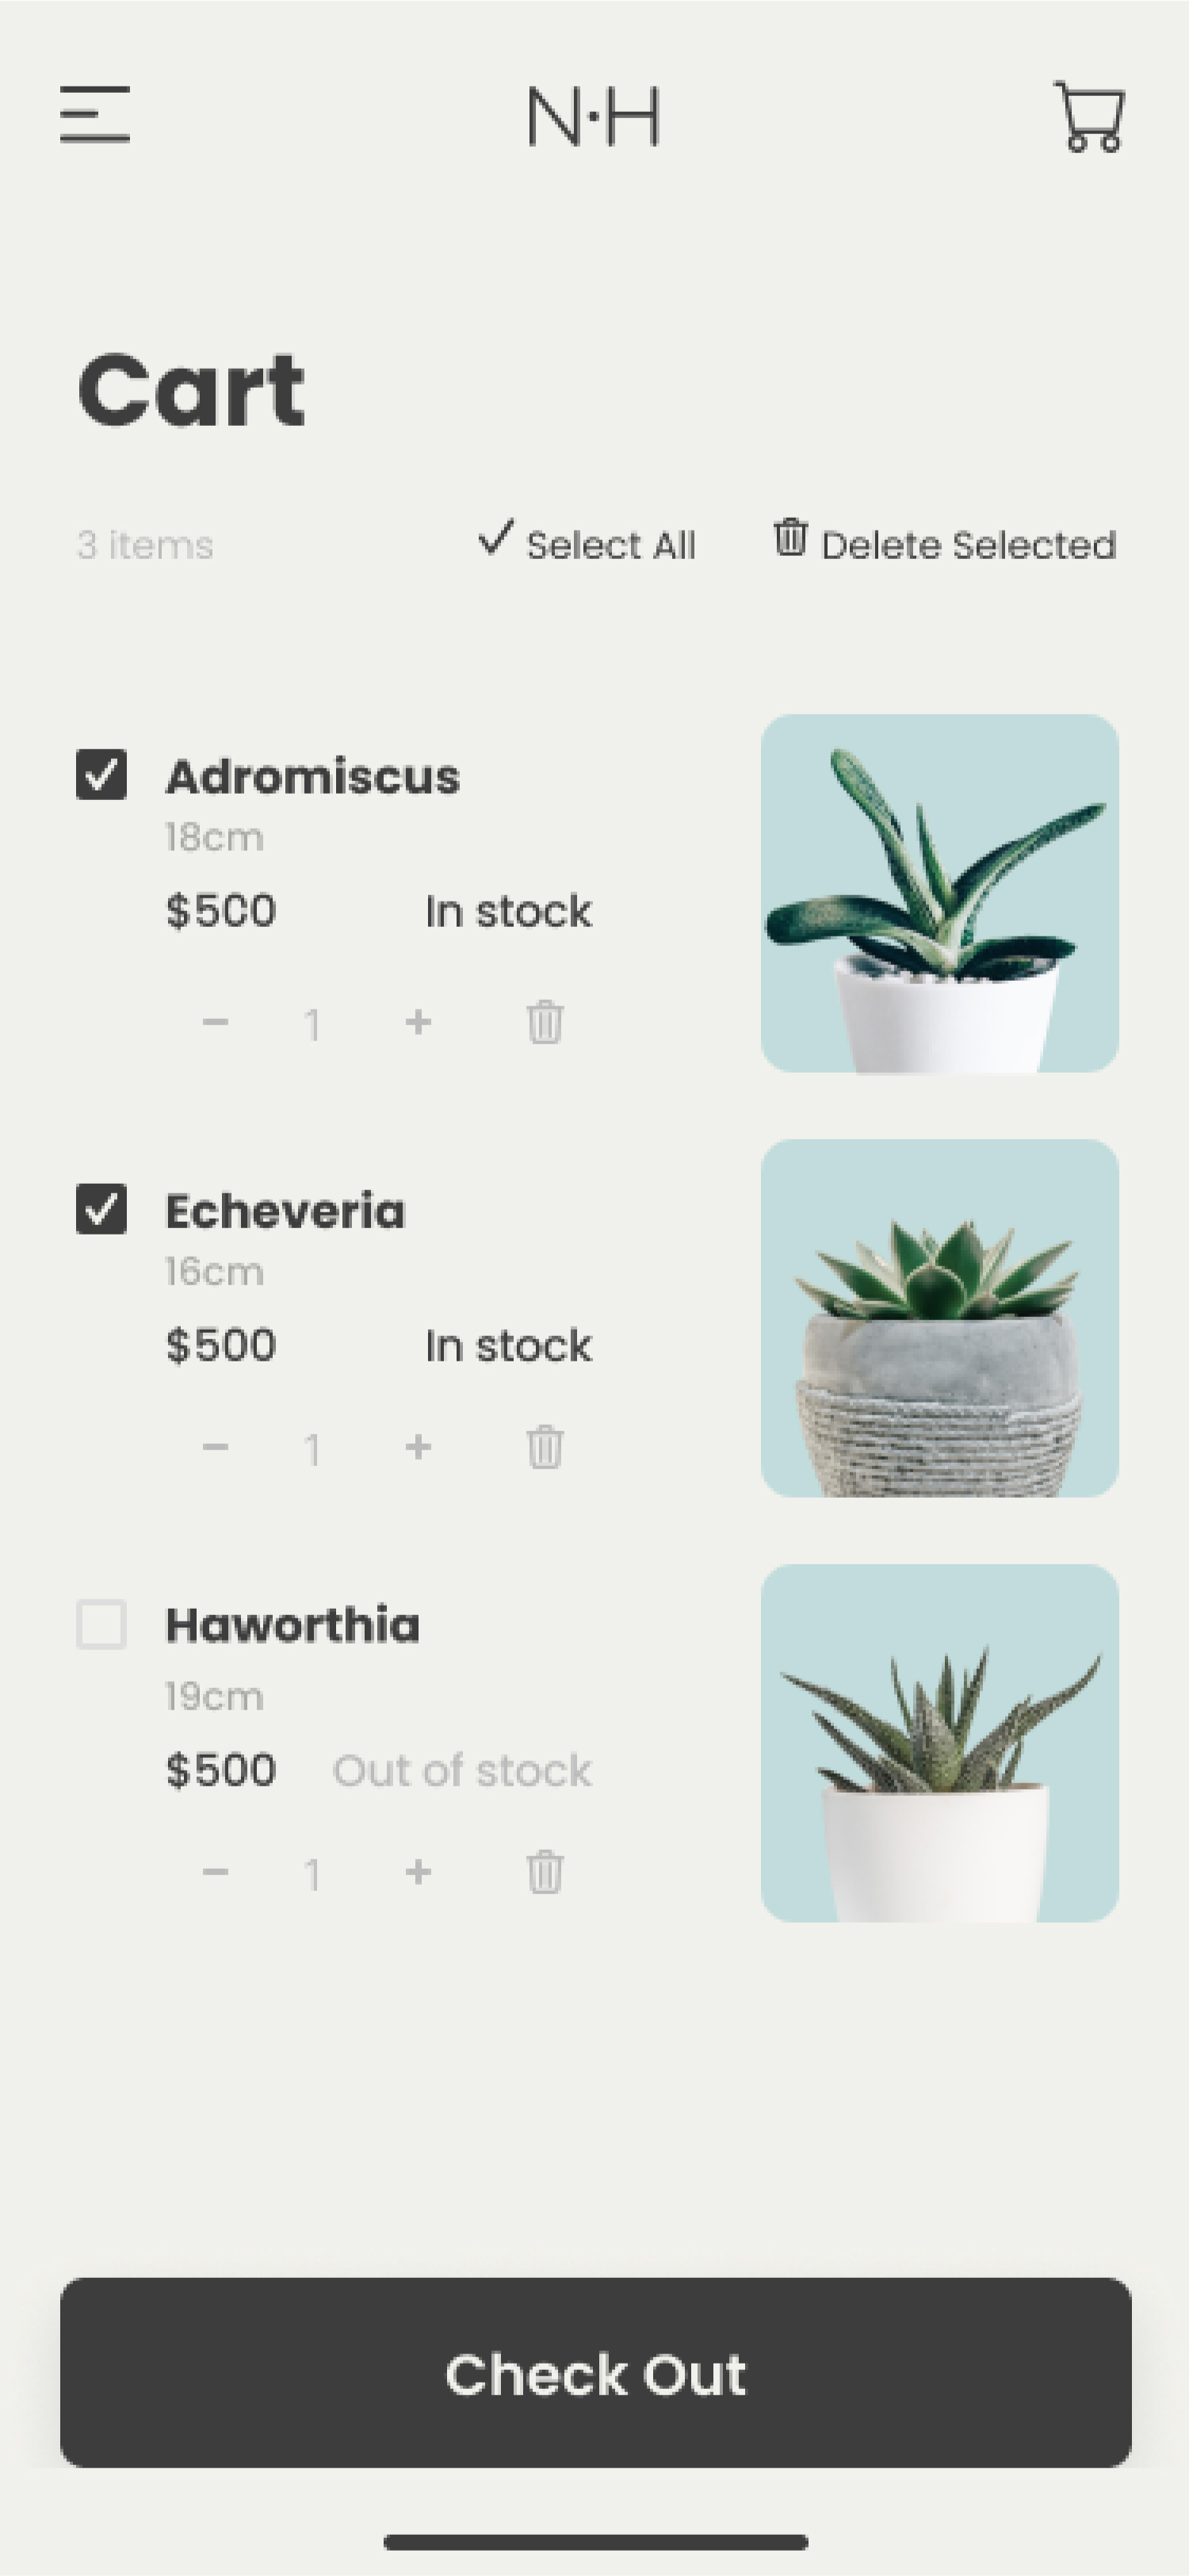 N·H
Cart
3 items Select All Delete Selected
Adromiscus
18cm
$500 In stock
- 1 +
Echeveria
16cm
$500 In stock
- 1 +
Haworthia
19cm
$500 Out of stock
- 1 +
Check Out